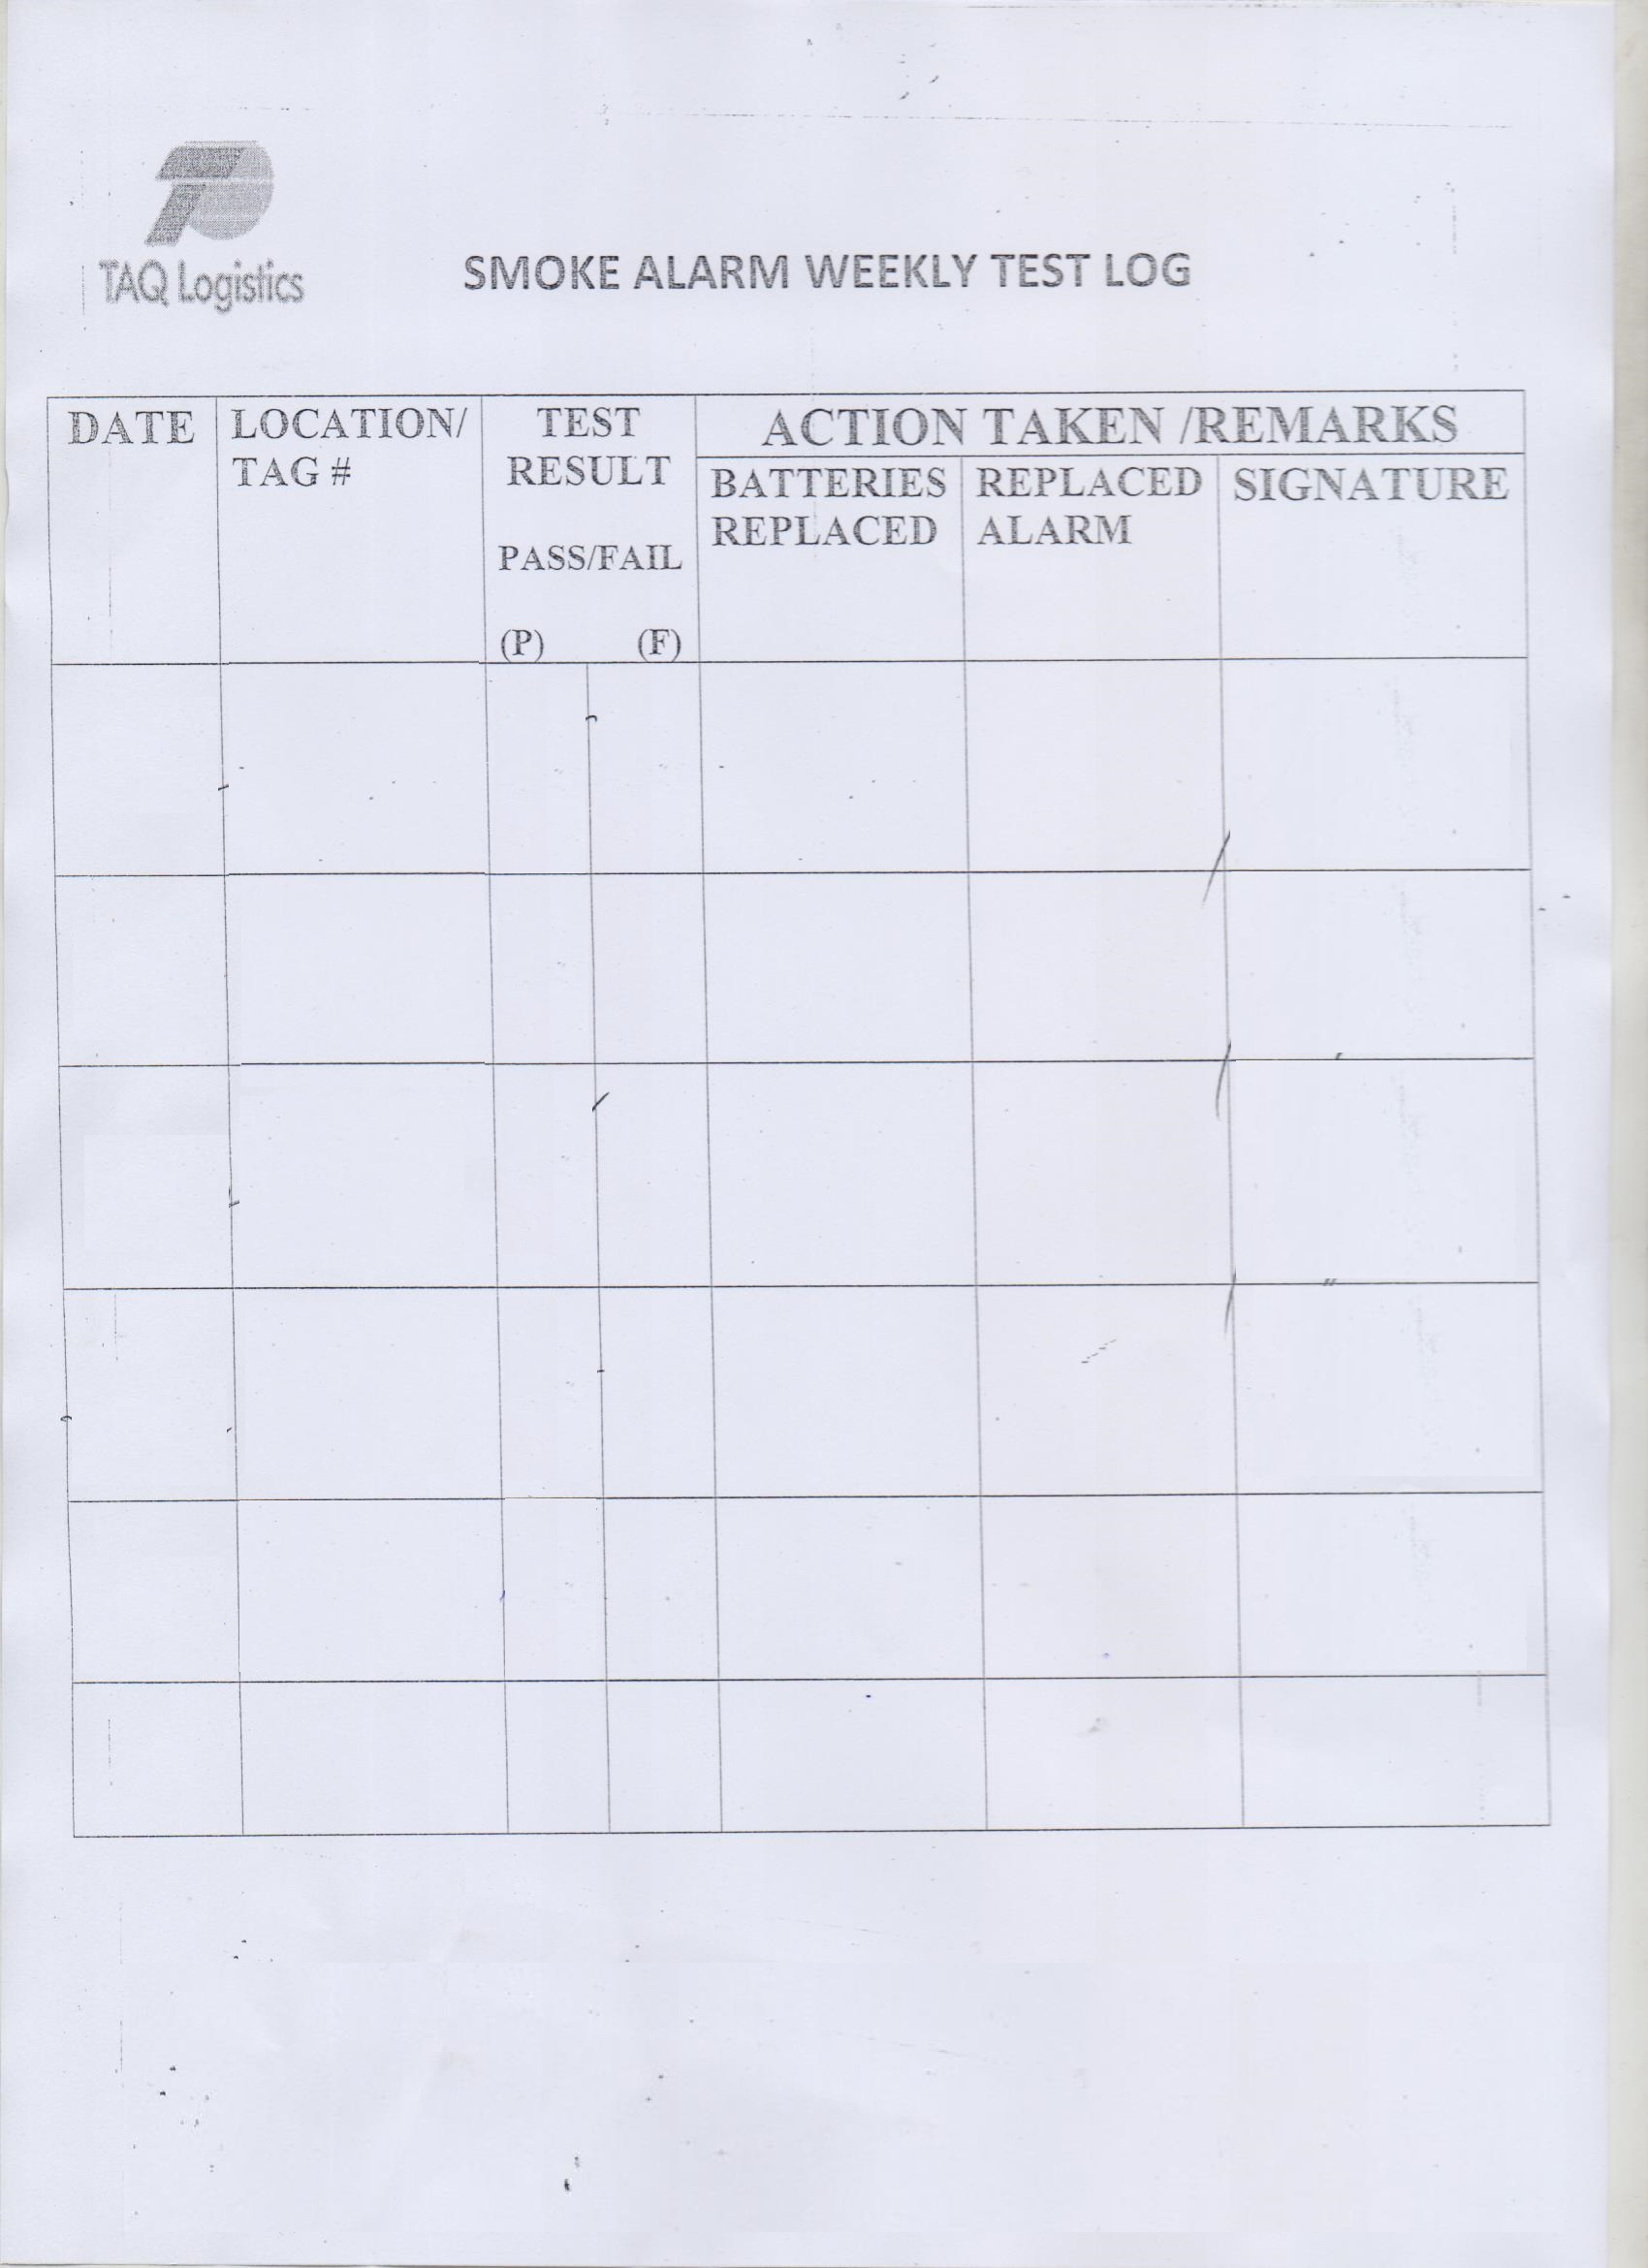 TAQ Logistics
SMOKE ALARM WEEKLY TEST LOG
DATE
LOCATION/
TAG #
TEST
RESULT
PASS/FAIL
(P) (F)
ACTION TAKEN /REMARKS
BATTERIES
REPLACED
REPLACED
ALARM
SIGNATURE